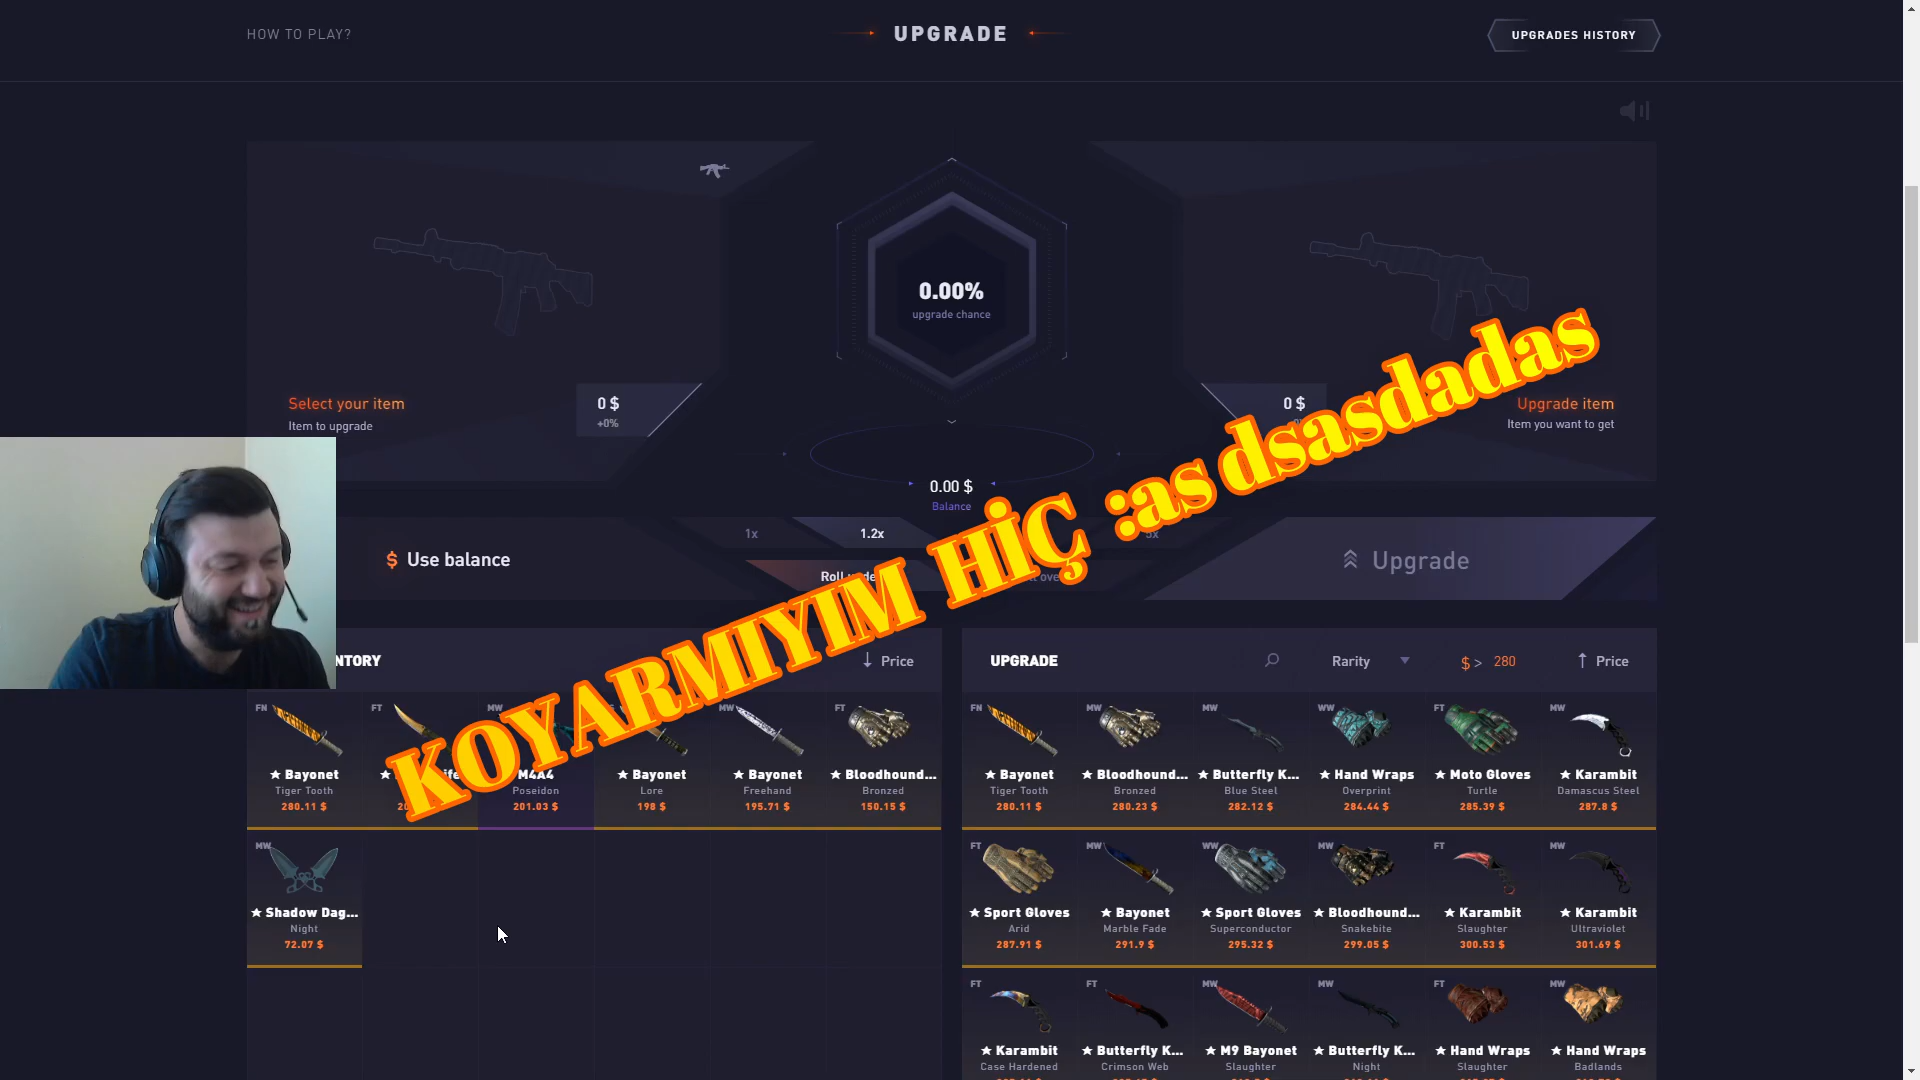 HOW TO PLAY?
UPGRADE
UPGRADES HISTORY
0.00%
upgrade chance
Select your item
Item to upgrade
0 $
+0%
0 $
Upgrade item
Item you want to get
0.00 $
Balance
KOYARMIYIM HİÇ :as dsasdadas
$ Use balance
1x
1.2x
Upgrade
NTORY
Price
UPGRADE
Rarity
$ > 280
Price
FN
FT
MW
MW
FT
★ Bayonet
M4A4
★ Bayonet
★ Bayonet
★ Bloodhound...
Tiger Tooth
Poseidon
Lore
Freehand
Bronzed
280.11 $
201.03 $
198 $
195.71 $
150.15 $
MW
★ Shadow Dag...
Night
72.07 $
FN
MW
MW
WW
FT
MW
★ Bayonet
★ Bloodhound...
★ Butterfly K...
★ Hand Wraps
★ Moto Gloves
★ Karambit
Tiger Tooth
Bronzed
Blue Steel
Overprint
Turtle
Damascus Steel
280.11 $
280.23 $
282.12 $
284.44 $
285.39 $
287.8 $
FT
MW
WW
MW
FT
MW
★ Sport Gloves
★ Bayonet
★ Sport Gloves
★ Bloodhound...
★ Karambit
★ Karambit
Arid
Marble Fade
Superconductor
Snakebite
Slaughter
Ultraviolet
287.91 $
291.9 $
295.32 $
299.05 $
300.53 $
301.69 $
FT
FT
MW
MW
FT
MW
★ Karambit
★ Butterfly K...
★ M9 Bayonet
★ Butterfly K...
★ Hand Wraps
★ Hand Wraps
Case Hardened
Crimson Web
Slaughter
Night
Slaughter
Badlands